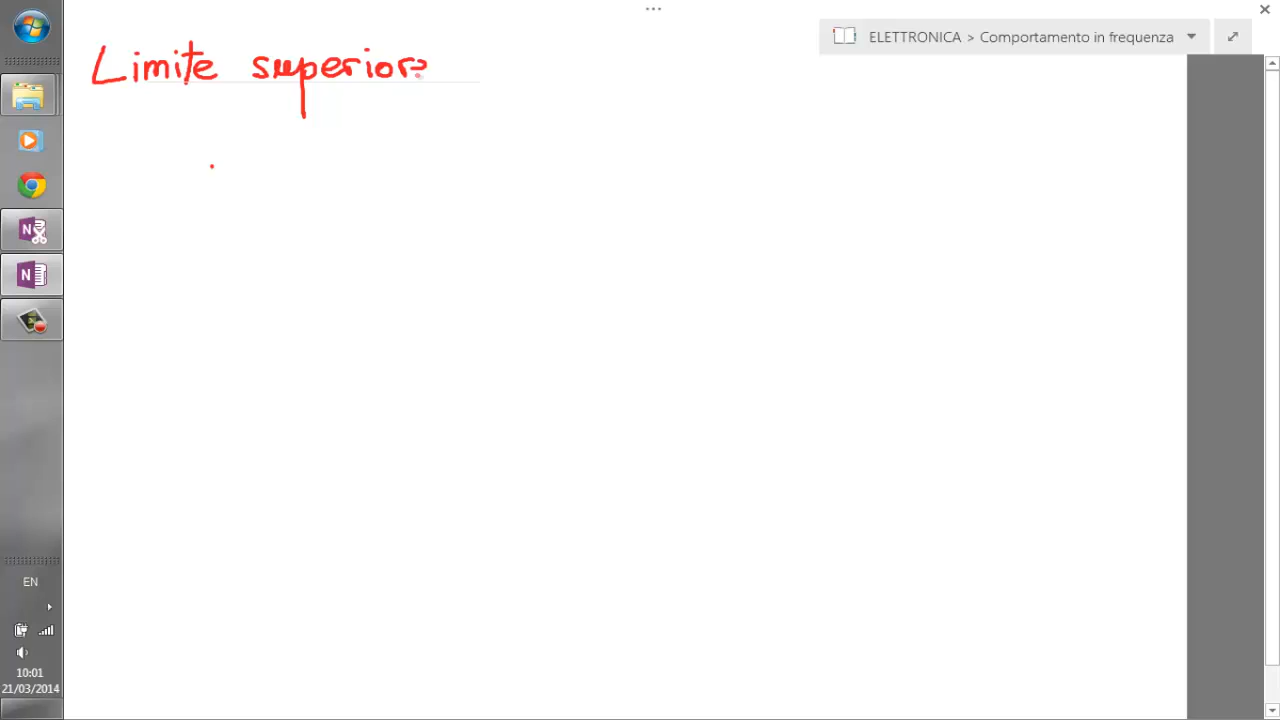 ELETTRONICA > Comportamento in frequenza
Limite superiore
EN
10:01
21/03/2014